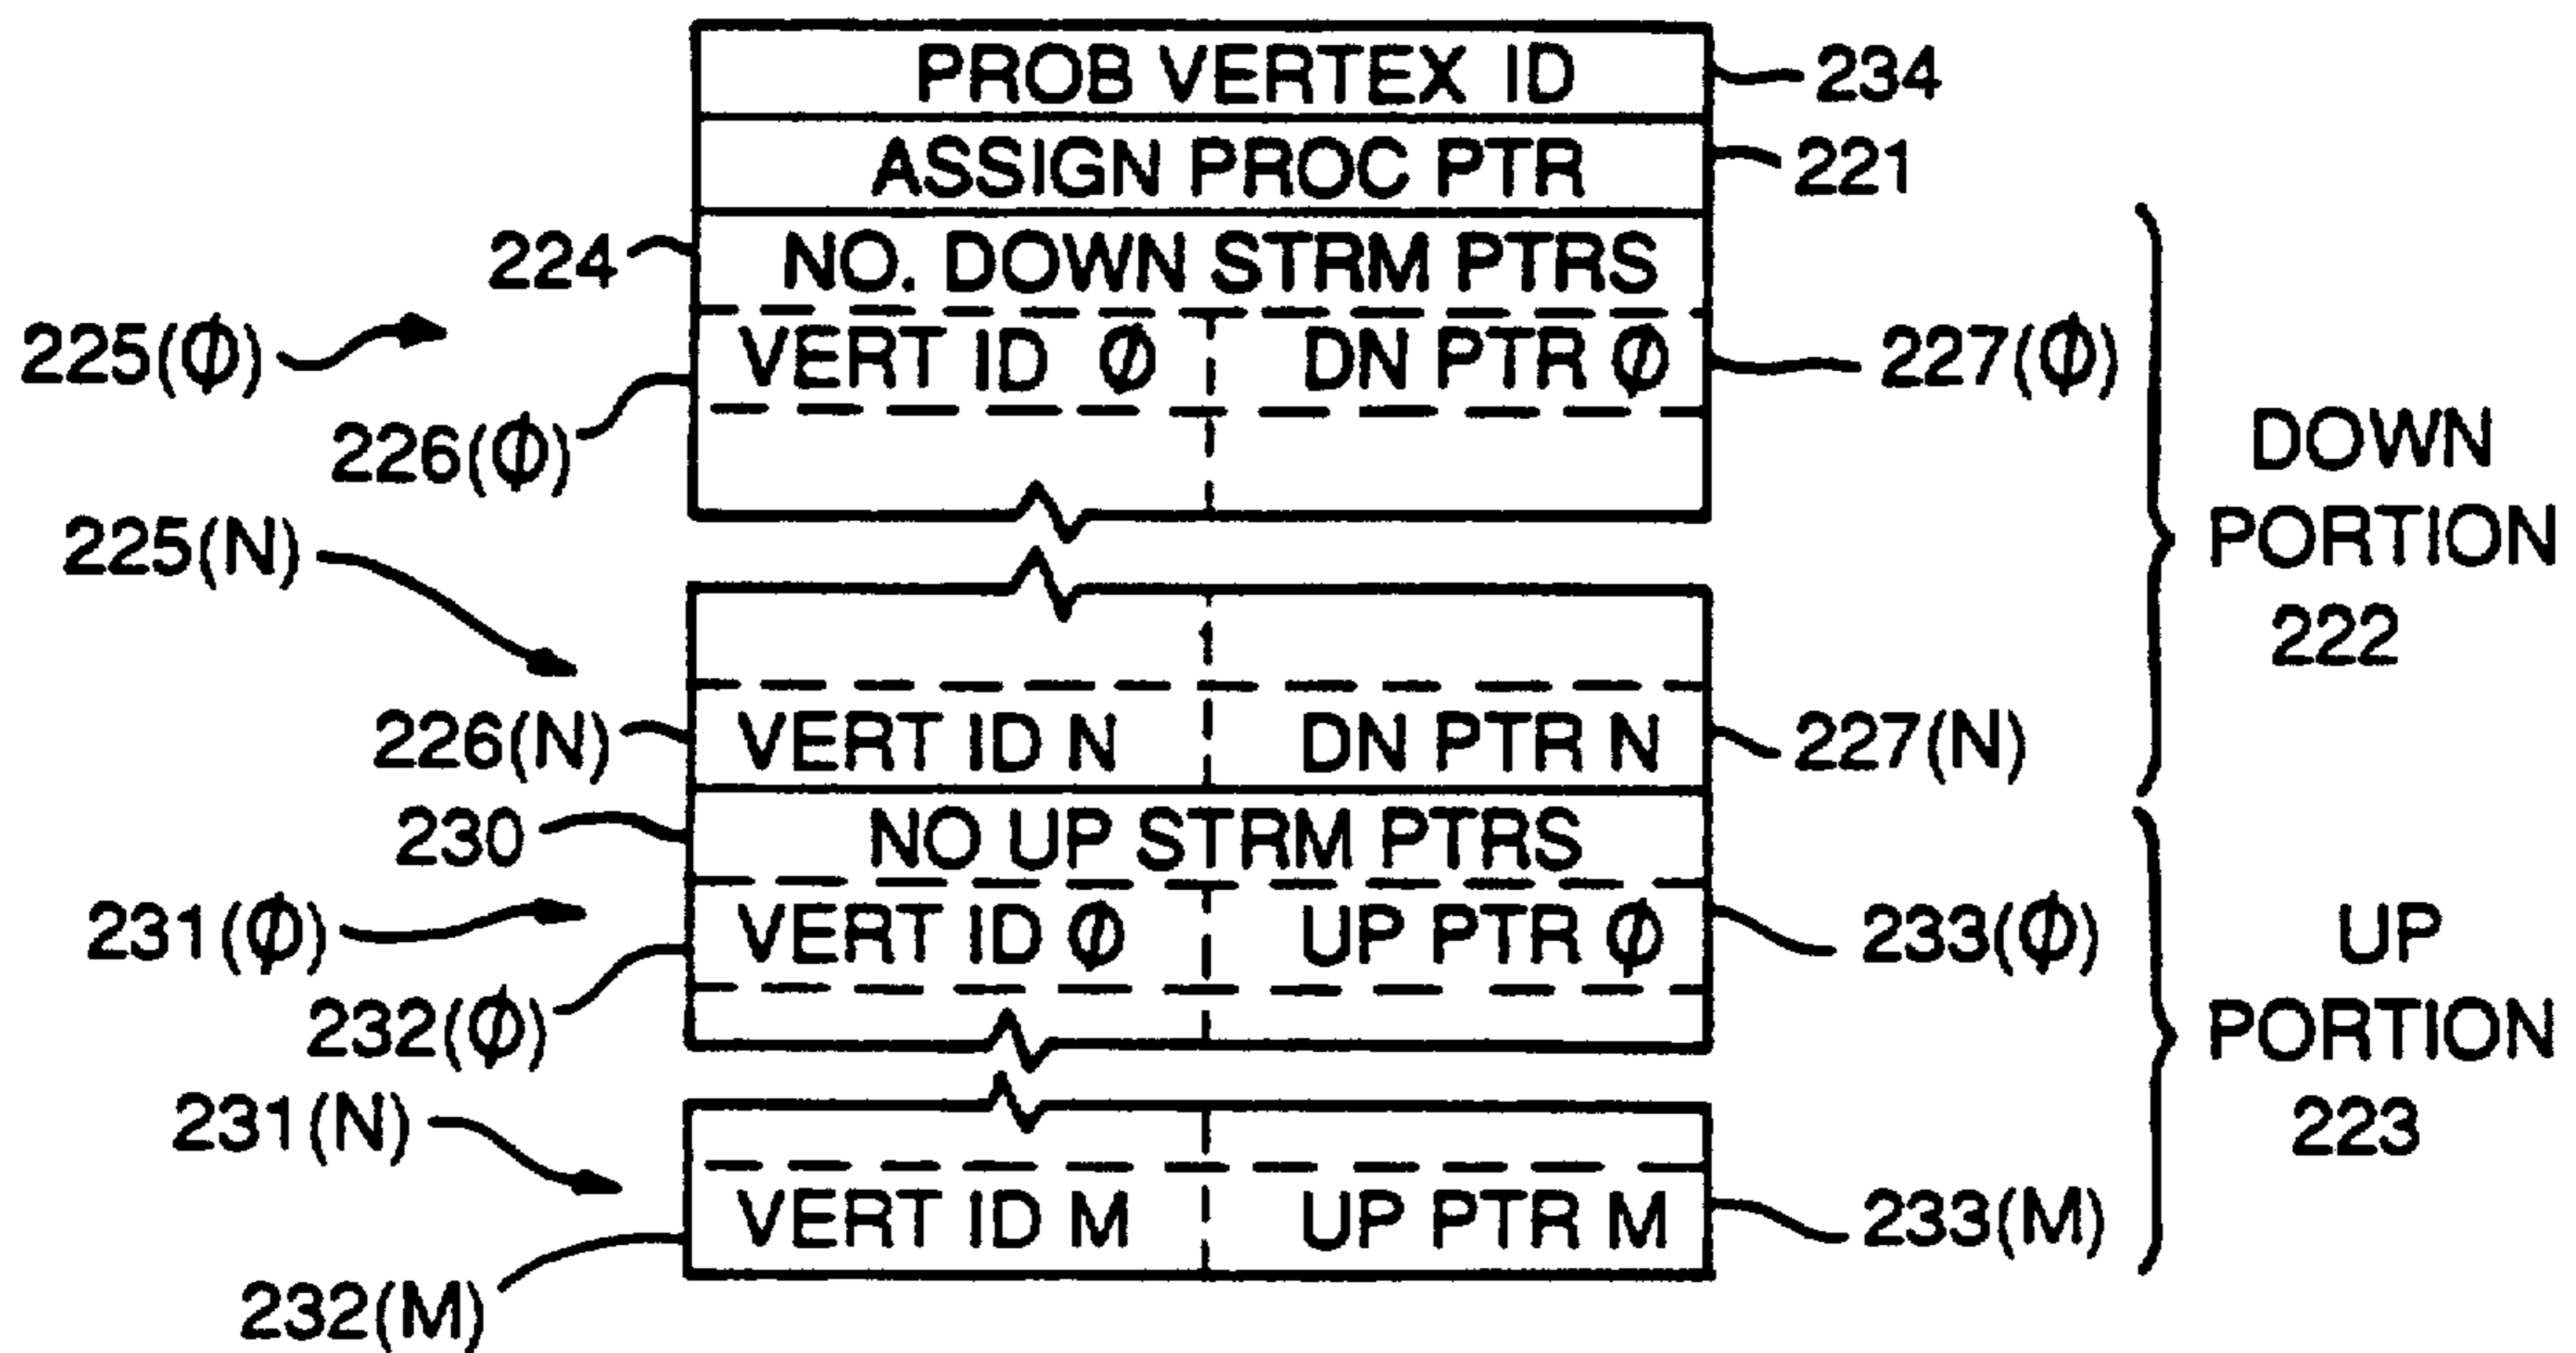 PROB VERTEX ID 234
ASSIGN PROC PTR 221
224 NO. DOWN STRM PTRS
225(ϕ) VERT ID ϕ DN PTR ϕ 227(ϕ)
226(ϕ)
DOWN
PORTION
222
225(N)
226(N) VERT ID N DN PTR N 227(N)
230 NO UP STRM PTRS
231(ϕ) VERT ID ϕ UP PTR ϕ 233(ϕ)
232(ϕ)
UP
PORTION
223
231(N)
VERT ID M UP PTR M 233(M)
232(M)